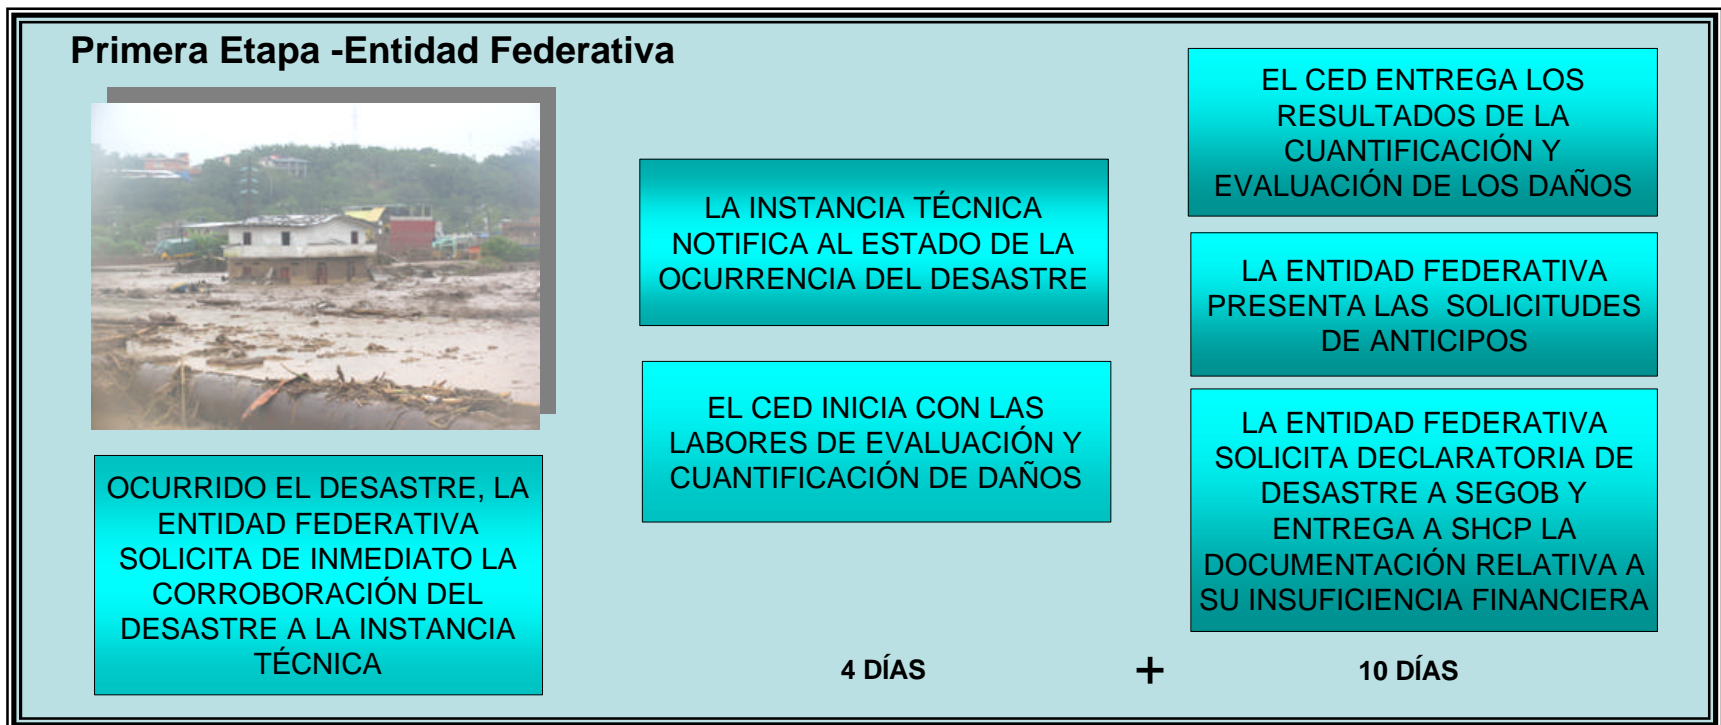 Primera Etapa -Entidad Federativa
OCURRIDO EL DESASTRE, LA
ENTIDAD FEDERATIVA
SOLICITA DE INMEDIATO LA
CORROBORACIÓN DEL
DESASTRE A LA INSTANCIA
TÉCNICA
LA INSTANCIA TÉCNICA
NOTIFICA AL ESTADO DE LA
OCURRENCIA DEL DESASTRE
EL CED INICIA CON LAS
LABORES DE EVALUACIÓN Y
CUANTIFICACIÓN DE DAÑOS
EL CED ENTREGA LOS
RESULTADOS DE LA
CUANTIFICACIÓN Y
EVALUACIÓN DE LOS DAÑOS
LA ENTIDAD FEDERATIVA
PRESENTA LAS  SOLICITUDES
DE ANTICIPOS
LA ENTIDAD FEDERATIVA
SOLICITA DECLARATORIA DE
DESASTRE A SEGOB Y
ENTREGA A SHCP LA
DOCUMENTACIÓN RELATIVA A
SU INSUFICIENCIA FINANCIERA
4 DÍAS + 10 DÍAS